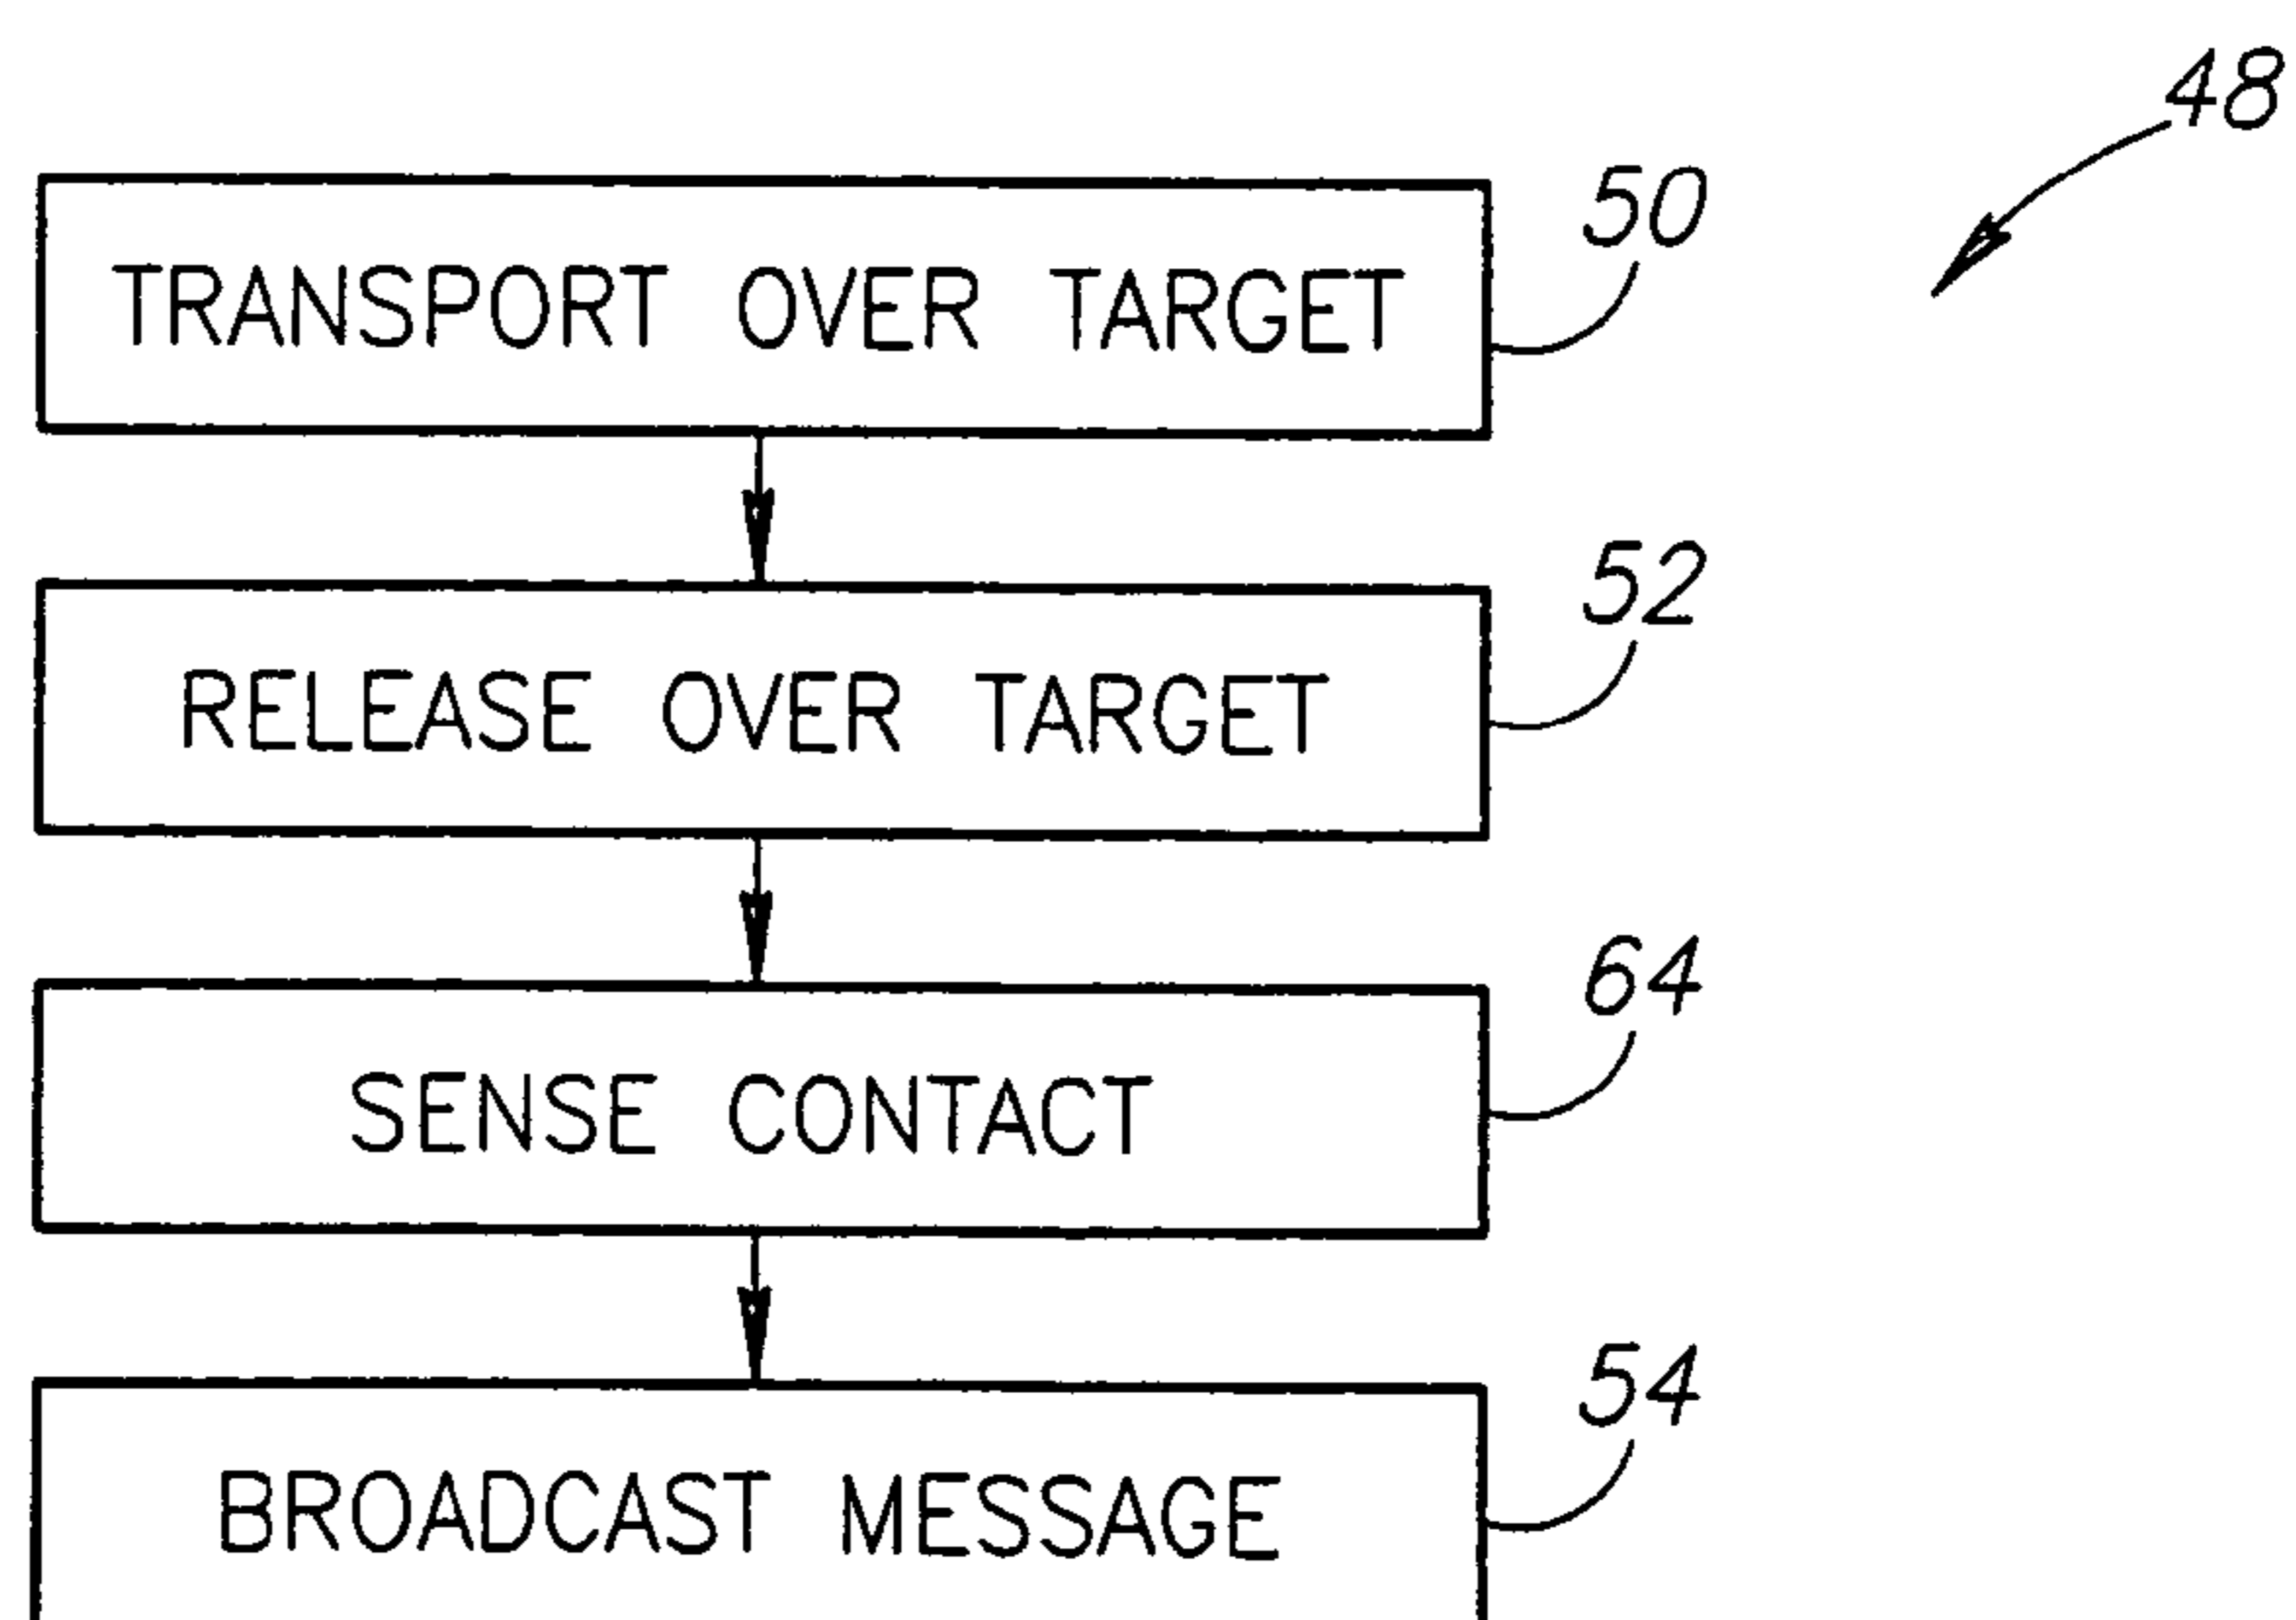 48
50
TRANSPORT OVER TARGET
52
RELEASE OVER TARGET
64
SENSE CONTACT
54
BROADCAST MESSAGE